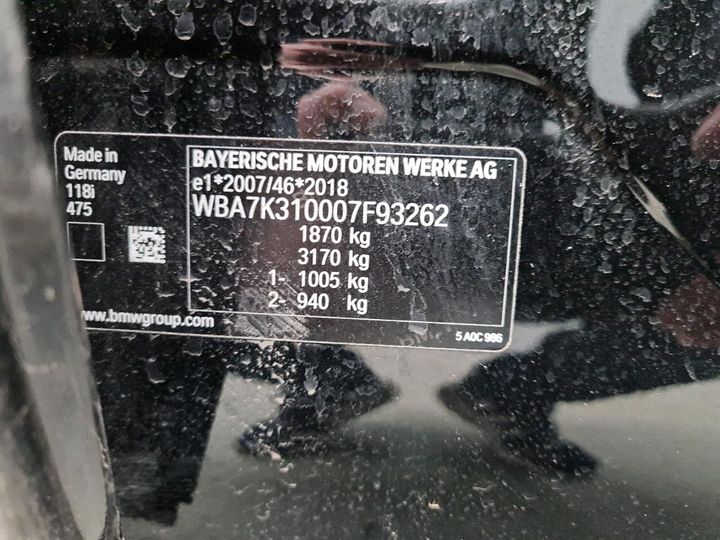 Made in
Germany
118i
475
BAYERISCHE MOTOREN WERKE AG
e1*2007/46*2018
WBA7K310007F93262
1870 kg
3170 kg
1- 1005 kg
2- 940 kg
www.bmwgroup.com
5 A0C 986